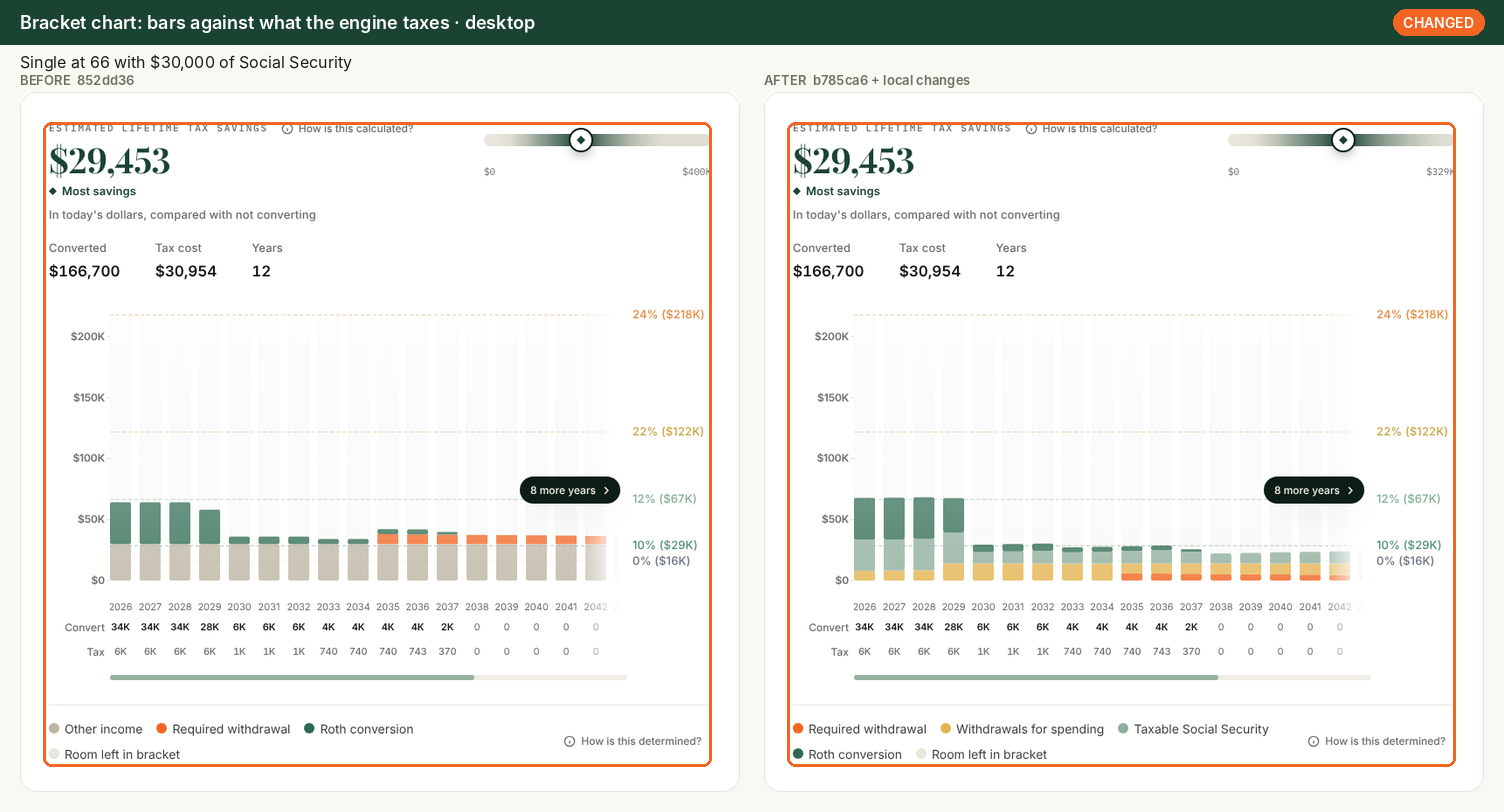 Bracket chart: bars against what the engine taxes · desktop
CHANGED
Single at 66 with $30,000 of Social Security
BEFORE 852dd36
ESTIMATED LIFETIME TAX SAVINGS How is this calculated?
$29,453
$0 $400K
Most savings
In today's dollars, compared with not converting
Converted Tax cost Years
$166,700 $30,954 12
24% ($218K)
$200K
$150K
22% ($122K)
$100K
8 more years
12% ($67K)
$50K
10% ($29K)
0% ($16K)
$0
2026 2027 2028 2029 2030 2031 2032 2033 2034 2035 2036 2037 2038 2039 2040 2041 2042
Convert 34K 34K 34K 28K 6K 6K 6K 4K 4K 4K 4K 2K 0 0 0 0 0
Tax 6K 6K 6K 6K 1K 1K 1K 740 740 740 743 370 0 0 0 0 0
Other income Required withdrawal Roth conversion
Room left in bracket
How is this determined?
AFTER b785ca6 + local changes
ESTIMATED LIFETIME TAX SAVINGS How is this calculated?
$29,453
$0 $329K
Most savings
In today's dollars, compared with not converting
Converted Tax cost Years
$166,700 $30,954 12
24% ($218K)
$200K
$150K
22% ($122K)
$100K
8 more years
12% ($67K)
$50K
10% ($29K)
0% ($16K)
$0
2026 2027 2028 2029 2030 2031 2032 2033 2034 2035 2036 2037 2038 2039 2040 2041 2042
Convert 34K 34K 34K 28K 6K 6K 6K 4K 4K 4K 4K 2K 0 0 0 0 0
Tax 6K 6K 6K 6K 1K 1K 1K 740 740 740 743 370 0 0 0 0 0
Required withdrawal Withdrawals for spending Taxable Social Security
Roth conversion Room left in bracket
How is this determined?